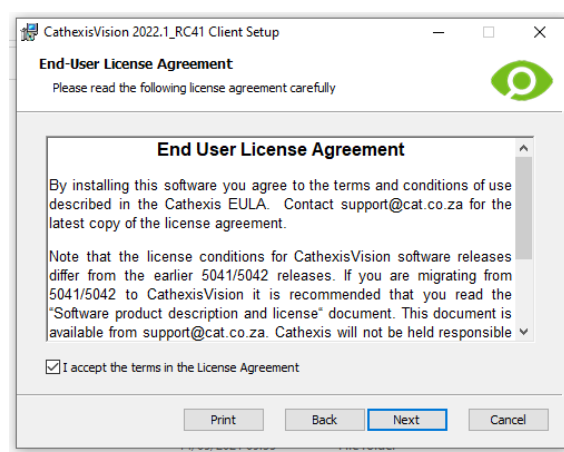 CathexisVision 2022.1_RC41 Client Setup
End-User License Agreement
Please read the following license agreement carefully
End User License Agreement
By installing this software you agree to the terms and conditions of use
described in the Cathexis EULA. Contact support@cat.co.za for the
latest copy of the license agreement.
Note that the license conditions for CathexisVision software releases
differ from the earlier 5041/5042 releases. If you are migrating from
5041/5042 to CathexisVision it is recommended that you read the
“Software product description and license“ document. This document is
available from support@cat.co.za. Cathexis will not be held responsible
I accept the terms in the License Agreement
Print Back Next Cancel